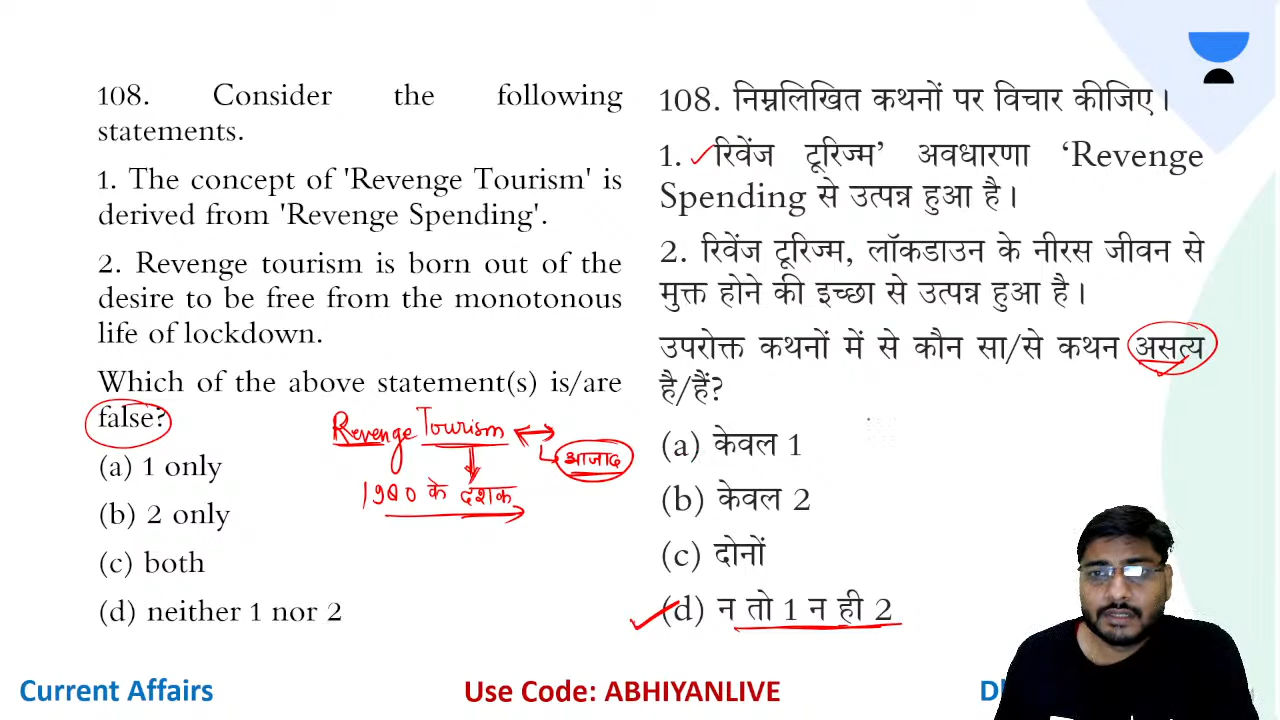 108. Consider the following
statements.
1. The concept of 'Revenge Tourism' is
derived from 'Revenge Spending'.
2. Revenge tourism is born out of the
desire to be free from the monotonous
life of lockdown.
Which of the above statement(s) is/are
false?
(a) 1 only
(b) 2 only
(c) both
(d) neither 1 nor 2
Revenge Tourism
आजाद
के दशक
108. निम्नलिखित कथनों पर विचार कीजिए।
1. रिवेंज टूरिज्म’ अवधारणा ‘Revenge
Spending से उत्पन्न हुआ है।
2. रिवेंज टूरिज्म, लॉकडाउन के नीरस जीवन से
मुक्त होने की इच्छा से उत्पन्न हुआ है।
उपरोक्त कथनों में से कौन सा/से कथन असत्य
है/हैं?
(a) केवल 1
(b) केवल 2
(c) दोनों
(d) न तो 1 न ही 2
Current Affairs
Use Code: ABHIYANLIVE